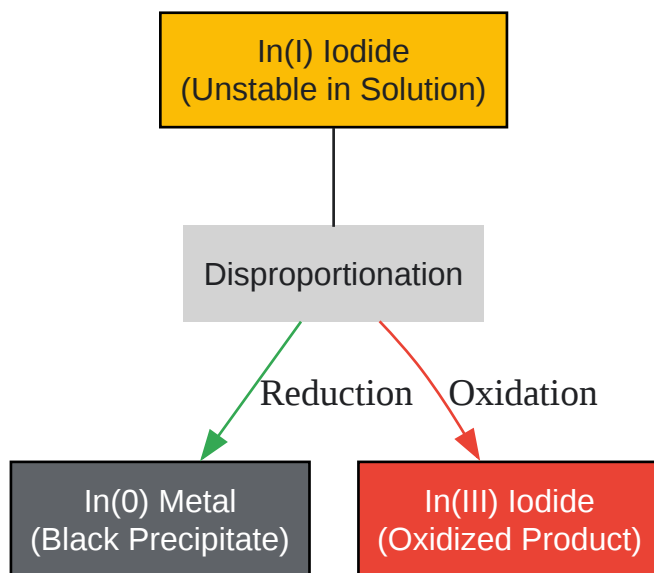 In(I) Iodide
(Unstable in Solution)
Disproportionation
Reduction
Oxidation
In(0) Metal
(Black Precipitate)
In(III) Iodide
(Oxidized Product)